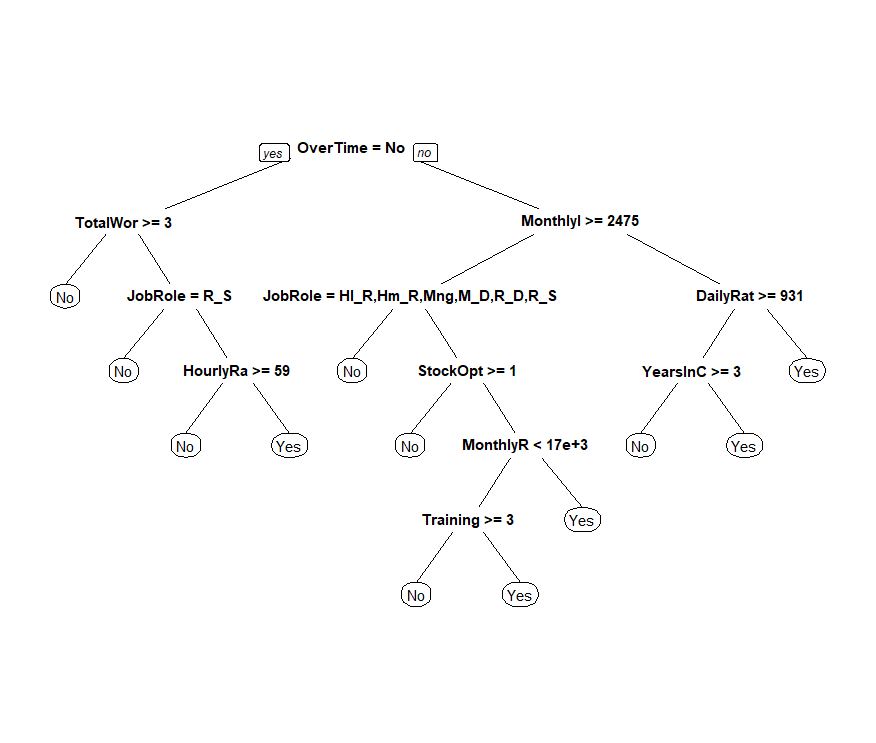 yes OverTime = No no
TotalWor >= 3
MonthlyI >= 2475
No
JobRole = R_S
JobRole = Hl_R,Hm_R,Mng,M_D,R_D,R_S
DailyRat >= 931
No
HourlyRa >= 59
No
StockOpt >= 1
YearsInC >= 3
Yes
No
Yes
No
MonthlyR < 17e+3
No
Yes
Training >= 3
Yes
No
Yes